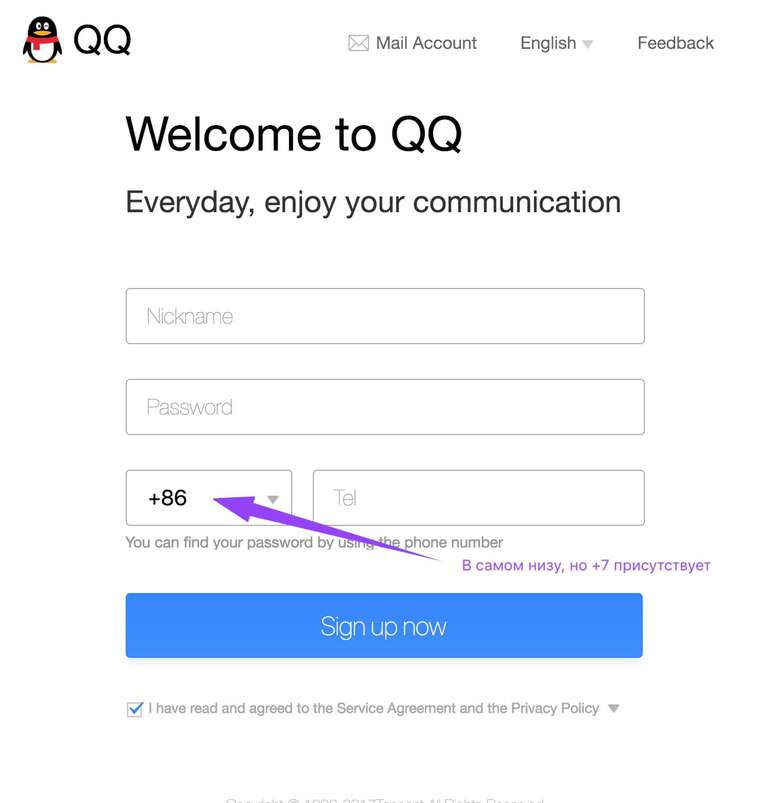 QQ
Mail Account
English
Feedback
Welcome to QQ
Everyday, enjoy your communication
Nickname
Password
+86
Tel
You can find your password by using the phone number
В самом низу, но +7 присутствует
Sign up now
I have read and agreed to the Service Agreement and the Privacy Policy